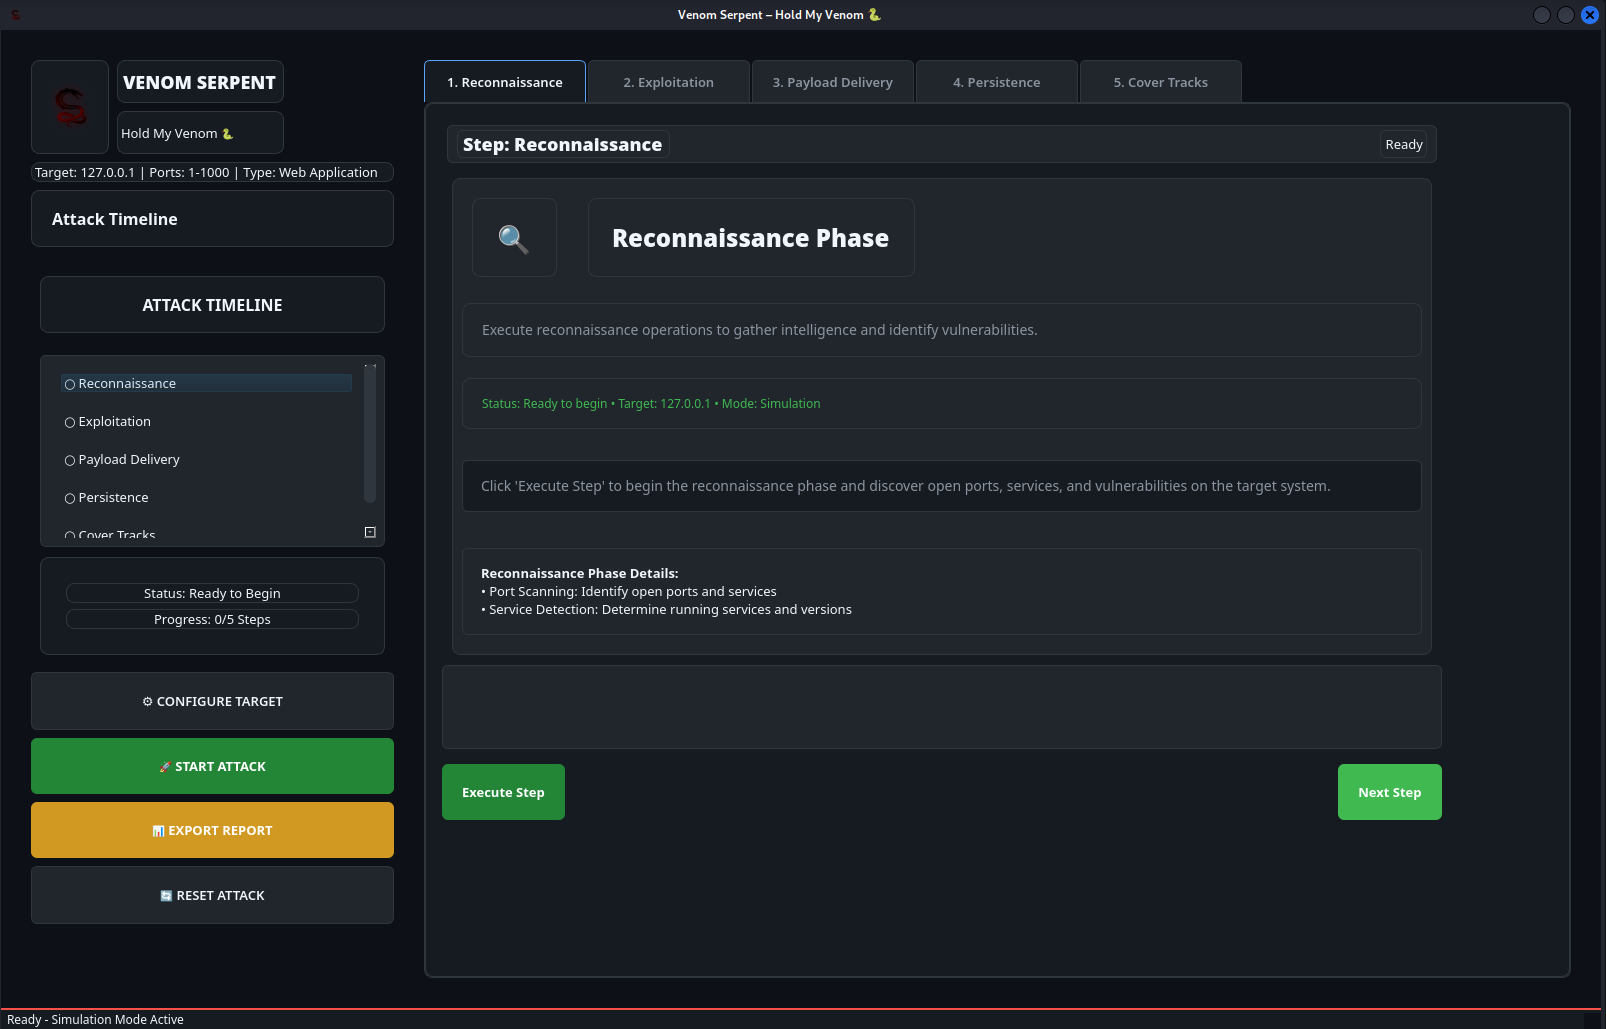 Venom Serpent – Hold My Venom 🐍
VENOM SERPENT
Hold My Venom 🐍
Target: 127.0.0.1 | Ports: 1-1000 | Type: Web Application
Attack Timeline
ATTACK TIMELINE
○ Reconnaissance
○ Exploitation
○ Payload Delivery
○ Persistence
○ Cover Tracks
Status: Ready to Begin
Progress: 0/5 Steps
⚙ CONFIGURE TARGET
🚀 START ATTACK
📊 EXPORT REPORT
🔄 RESET ATTACK
1. Reconnaissance
2. Exploitation
3. Payload Delivery
4. Persistence
5. Cover Tracks
Step: Reconnaissance
Ready
🔍 Reconnaissance Phase
Execute reconnaissance operations to gather intelligence and identify vulnerabilities.
Status: Ready to begin • Target: 127.0.0.1 • Mode: Simulation
Click 'Execute Step' to begin the reconnaissance phase and discover open ports, services, and vulnerabilities on the target system.
Reconnaissance Phase Details:
• Port Scanning: Identify open ports and services
• Service Detection: Determine running services and versions
Execute Step
Next Step
Ready - Simulation Mode Active